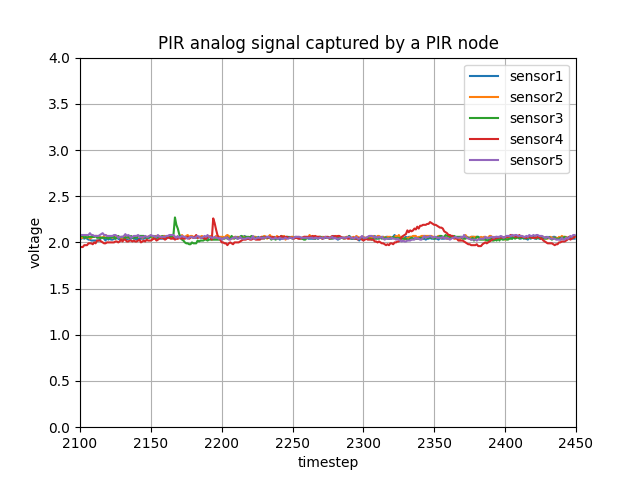 PIR analog signal captured by a PIR node
4.0
3.5
3.0
2.5
2.0
1.5
1.0
0.5
0.0
voltage
sensor1
sensor2
sensor3
sensor4
sensor5
2100 2150 2200 2250 2300 2350 2400 2450
timestep